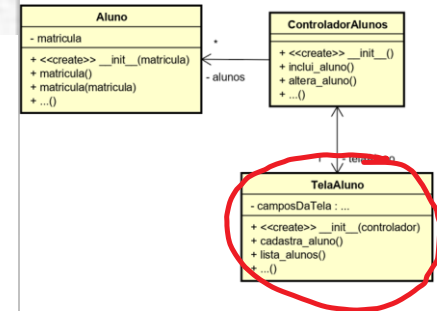 Aluno
- matricula
+ <<create>> __init__(matricula)
+ matricula()
+ matricula(matricula)
+ ...()
*
- alunos
ControladorAlunos
+ <<create>> __init__()
+ inclui_aluno()
+ altera_aluno()
+ ...()
TelaAluno
- camposDaTela : ...
+ <<create>> __init__(controlador)
+ cadastra_aluno()
+ lista_alunos()
+ ...()